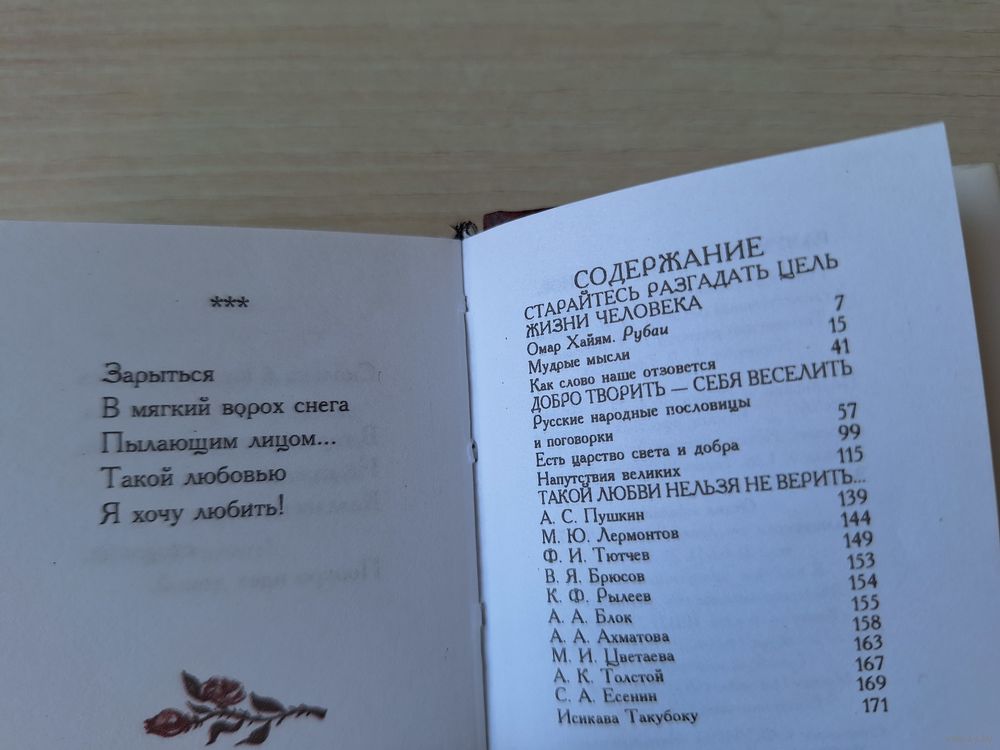 ***
Зарыться
В мягкий ворох снега
Пылающим лицом...
Такой любовью
Я хочу любить!
СОДЕРЖАНИЕ
СТАРАЙТЕСЬ РАЗГАДАТЬ ЦЕЛЬ
ЖИЗНИ ЧЕЛОВЕКА
Омар Хайям. Рубаи 7
Мудрые мысли 15
Как слово наше отзовется 41
ДОБРО ТВОРИТЬ — СЕБЯ ВЕСЕЛИТЬ
Русские народные пословицы
и поговорки 57
Есть царство света и добра 99
Напутствия великих 115
ТАКОЙ ЛЮБВИ НЕЛЬЗЯ НЕ ВЕРИТЬ...
А. С. Пушкин 139
М. Ю. Лермонтов 144
Ф. И. Тютчев 149
В. Я. Брюсов 153
К. Ф. Рылеев 154
А. А. Блок 155
А. А. Ахматова 158
М. И. Цветаева 163
А. К. Толстой 167
С. А. Есенин 169
Исикава Такубоку 171